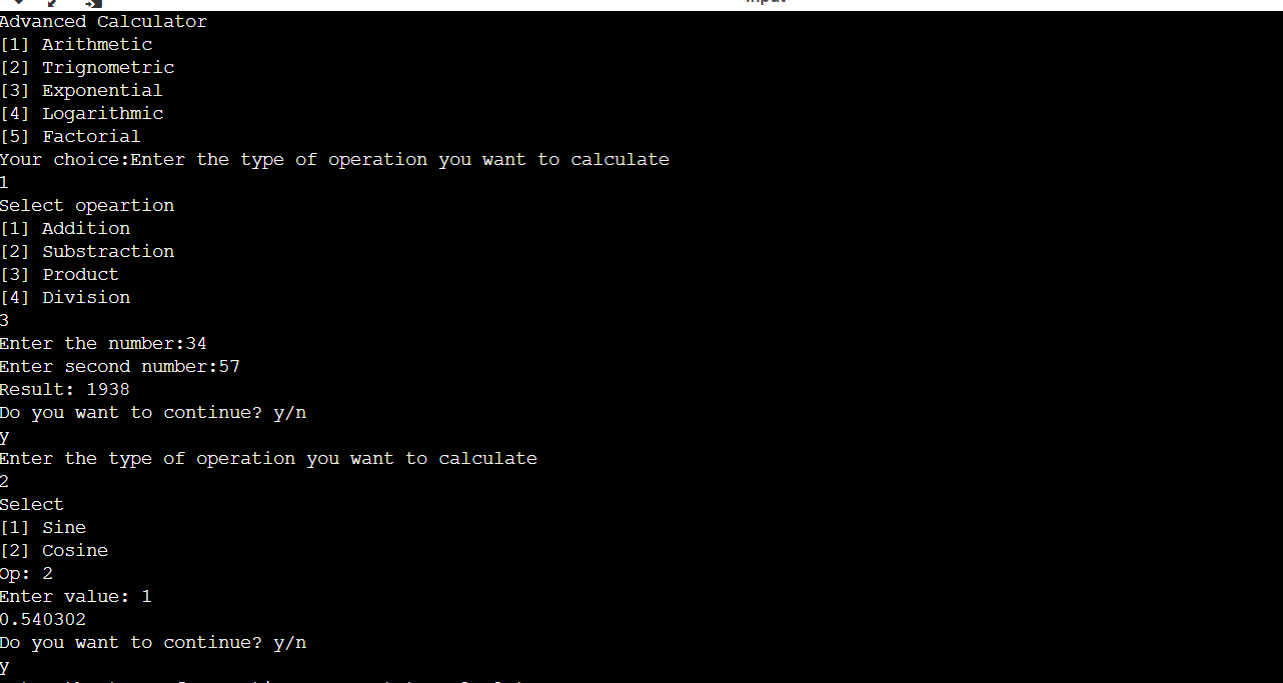 input
Advanced Calculator
[1] Arithmetic
[2] Trignometric
[3] Exponential
[4] Logarithmic
[5] Factorial
Your choice:Enter the type of operation you want to calculate
1
Select opeartion
[1] Addition
[2] Substraction
[3] Product
[4] Division
3
Enter the number:34
Enter second number:57
Result: 1938
Do you want to continue? y/n
y
Enter the type of operation you want to calculate
2
Select
[1] Sine
[2] Cosine
Op: 2
Enter value: 1
0.540302
Do you want to continue? y/n
y